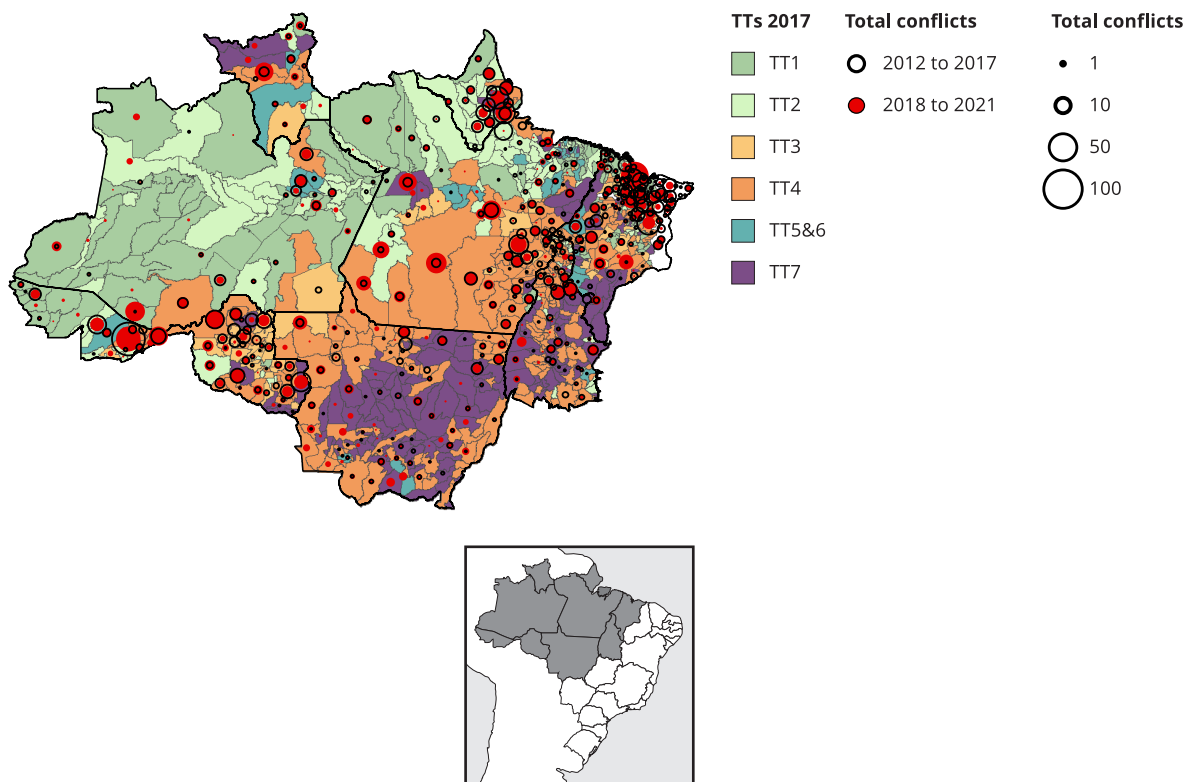 TTs 2017
TT1
TT2
TT3
TT4
TT5&6
TT7
Total conflicts
2012 to 2017
2018 to 2021
Total conflicts
1
10
50
100